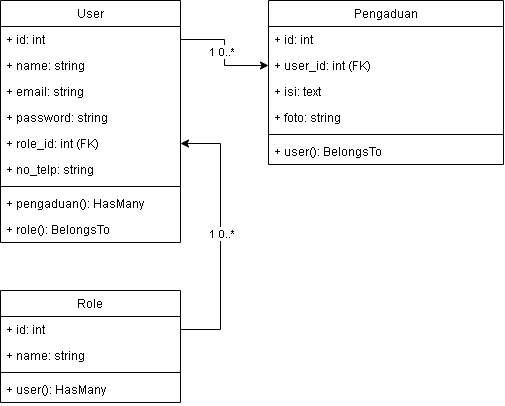 User
+ id: int
+ name: string
+ email: string
+ password: string
+ role_id: int (FK)
+ no_telp: string
+ pengaduan(): HasMany
+ role(): BelongsTo
1 0..*
Pengaduan
+ id: int
+ user_id: int (FK)
+ isi: text
+ foto: string
+ user(): BelongsTo
1 0..*
Role
+ id: int
+ name: string
+ user(): HasMany